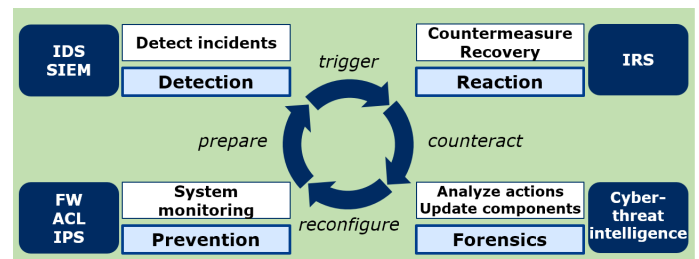 IDS
SIEM
Detect incidents
Detection
trigger
Countermeasure
Recovery
Reaction
IRS
prepare
counteract
FW
ACL
IPS
System
monitoring
Prevention
reconfigure
Analyze actions
Update components
Forensics
Cyber-
threat
intelligence